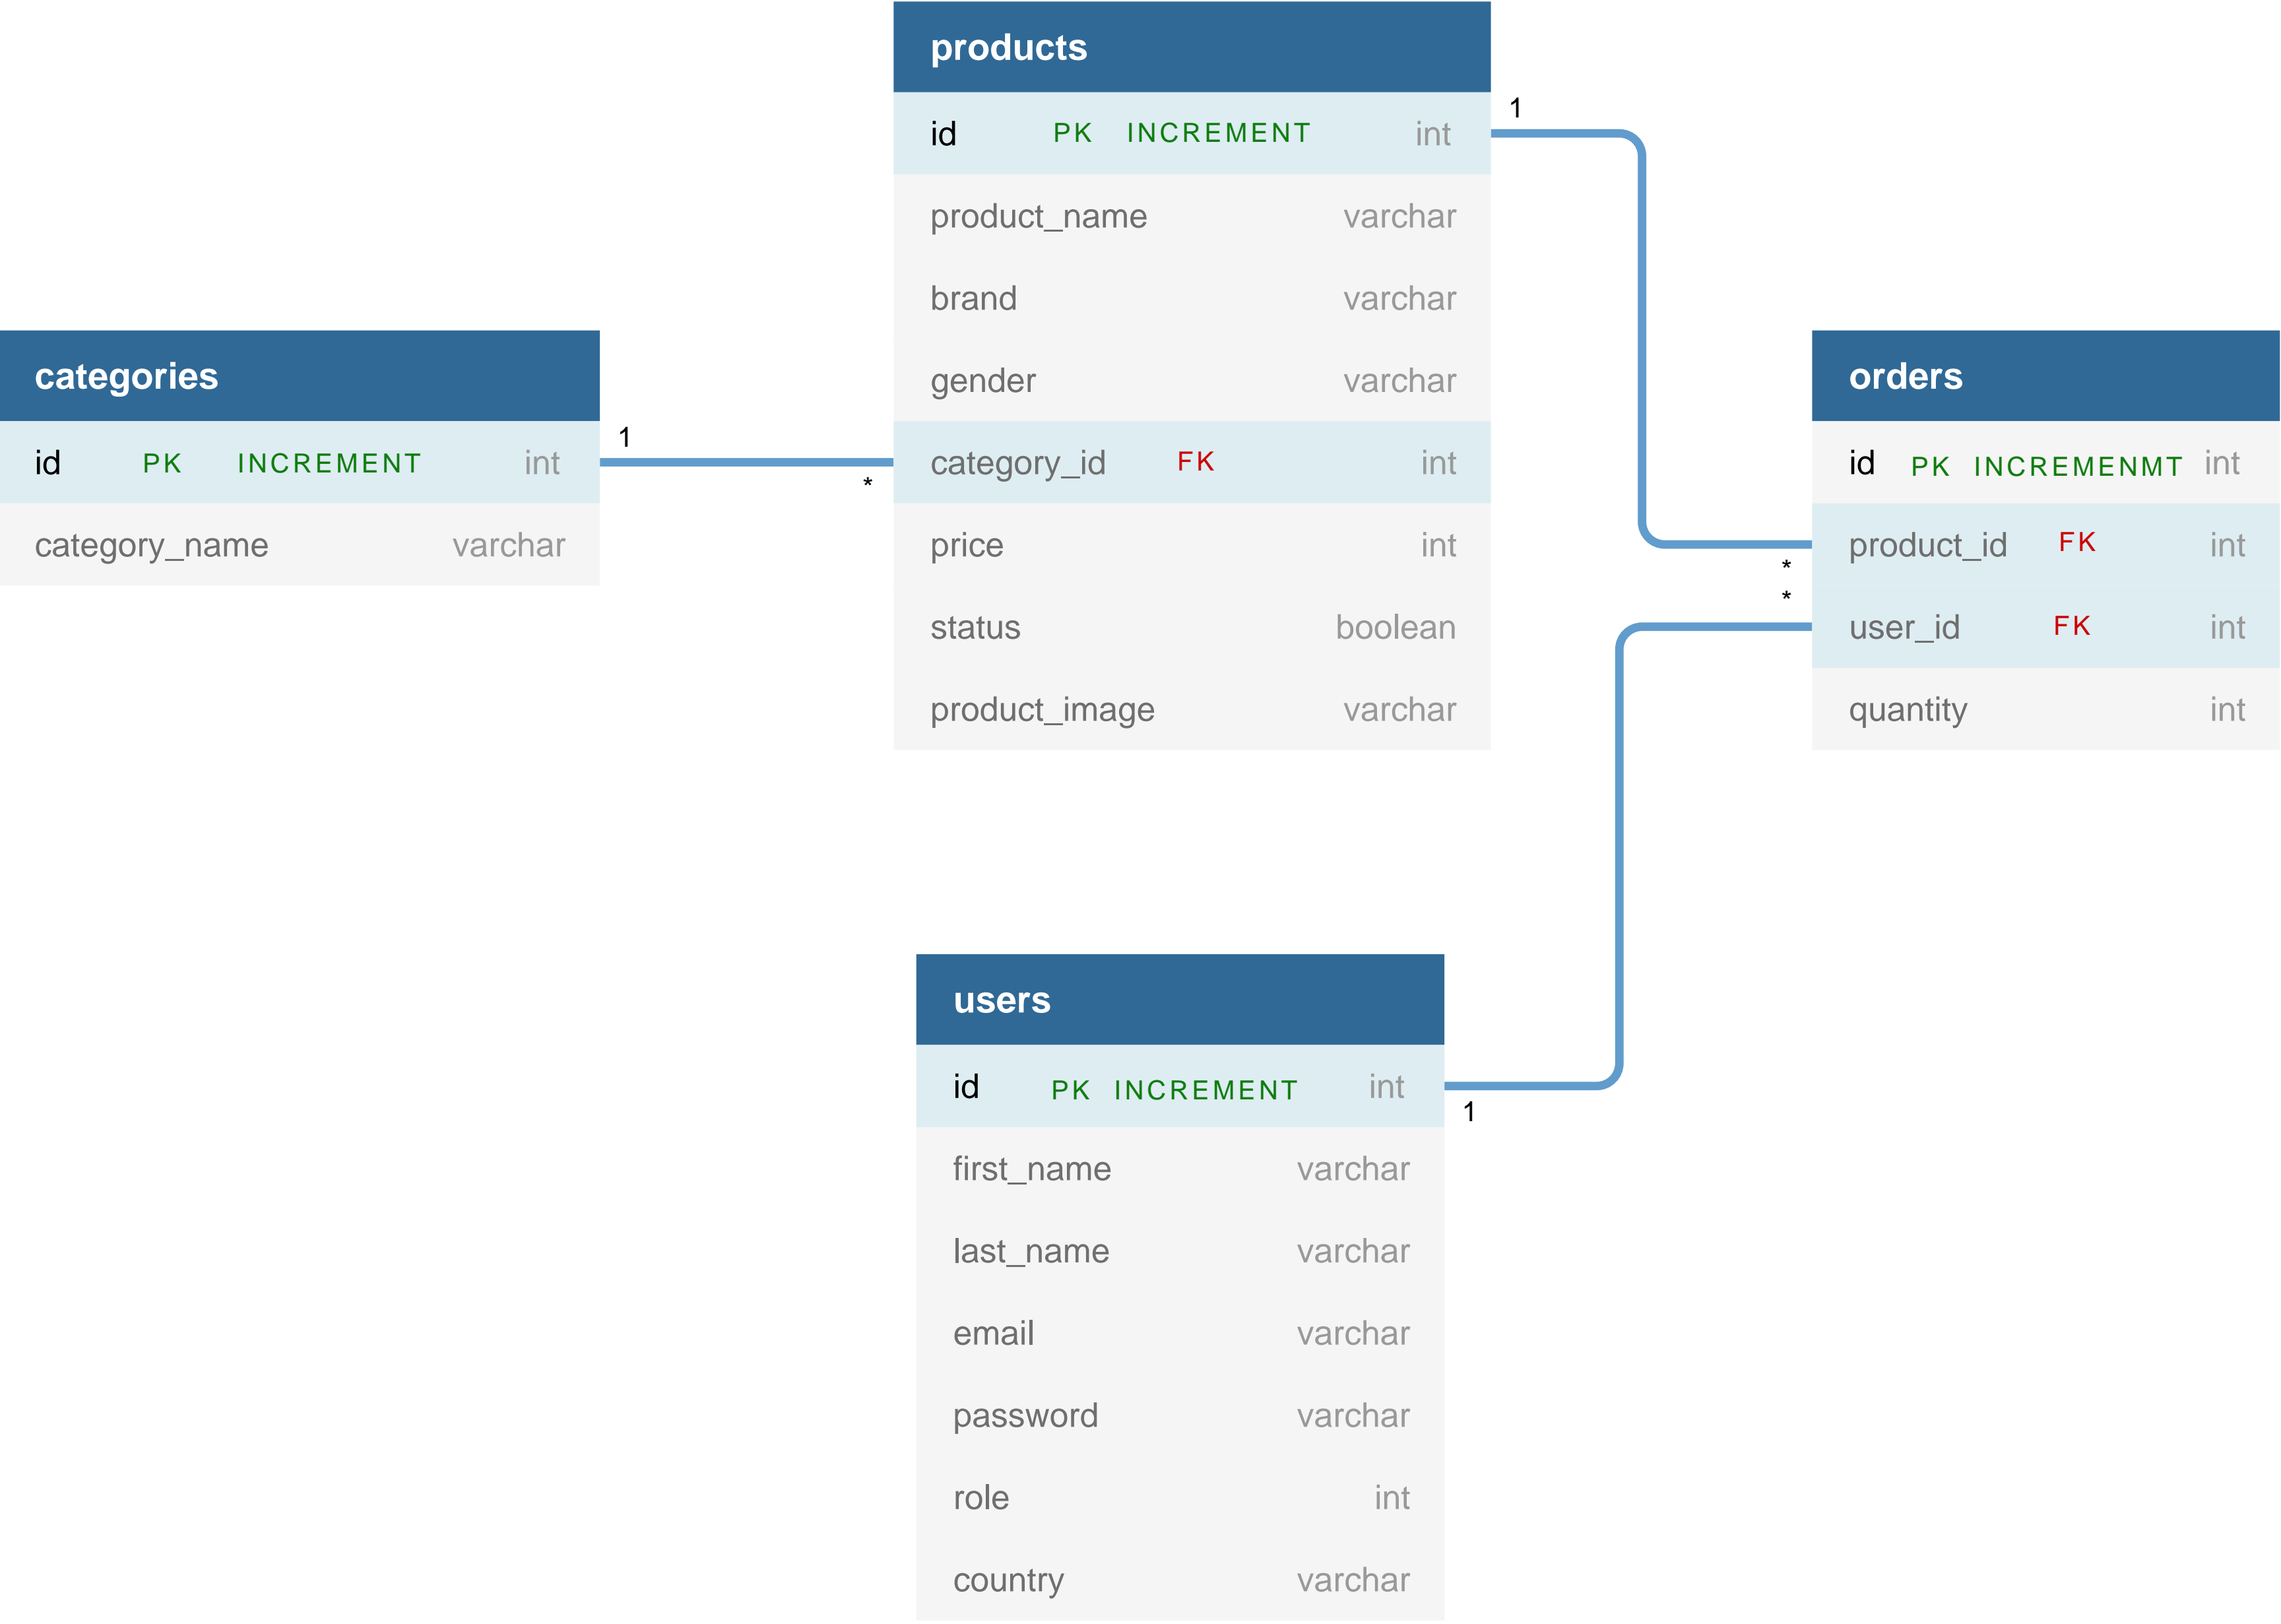 products
id PK INCREMENT int
product_name varchar
brand varchar
gender varchar
category_id FK int
price int
status boolean
product_image varchar
1
*
categories
id PK INCREMENT int
category_name varchar
1
*
orders
id PK INCREMENMT int
product_id FK int
user_id FK int
quantity int
*
1
users
id PK INCREMENT int
first_name varchar
last_name varchar
email varchar
password varchar
role int
country varchar